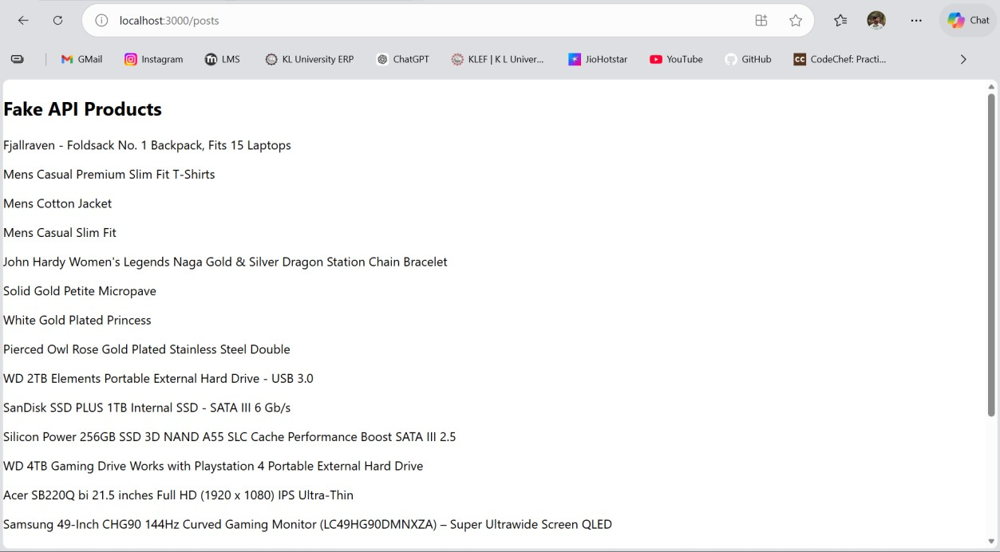 localhost:3000/posts
Chat
GMail
Instagram
LMS
KL University ERP
ChatGPT
KLEF | K L Univer...
JioHotstar
YouTube
GitHub
CC CodeChef: Practi...
Fake API Products
Fjallraven - Foldsack No. 1 Backpack, Fits 15 Laptops
Mens Casual Premium Slim Fit T-Shirts
Mens Cotton Jacket
Mens Casual Slim Fit
John Hardy Women's Legends Naga Gold & Silver Dragon Station Chain Bracelet
Solid Gold Petite Micropave
White Gold Plated Princess
Pierced Owl Rose Gold Plated Stainless Steel Double
WD 2TB Elements Portable External Hard Drive - USB 3.0
SanDisk SSD PLUS 1TB Internal SSD - SATA III 6 Gb/s
Silicon Power 256GB SSD 3D NAND A55 SLC Cache Performance Boost SATA III 2.5
WD 4TB Gaming Drive Works with Playstation 4 Portable External Hard Drive
Acer SB220Q bi 21.5 inches Full HD (1920 x 1080) IPS Ultra-Thin
Samsung 49-Inch CHG90 144Hz Curved Gaming Monitor (LC49HG90DMNXZA) – Super Ultrawide Screen QLED